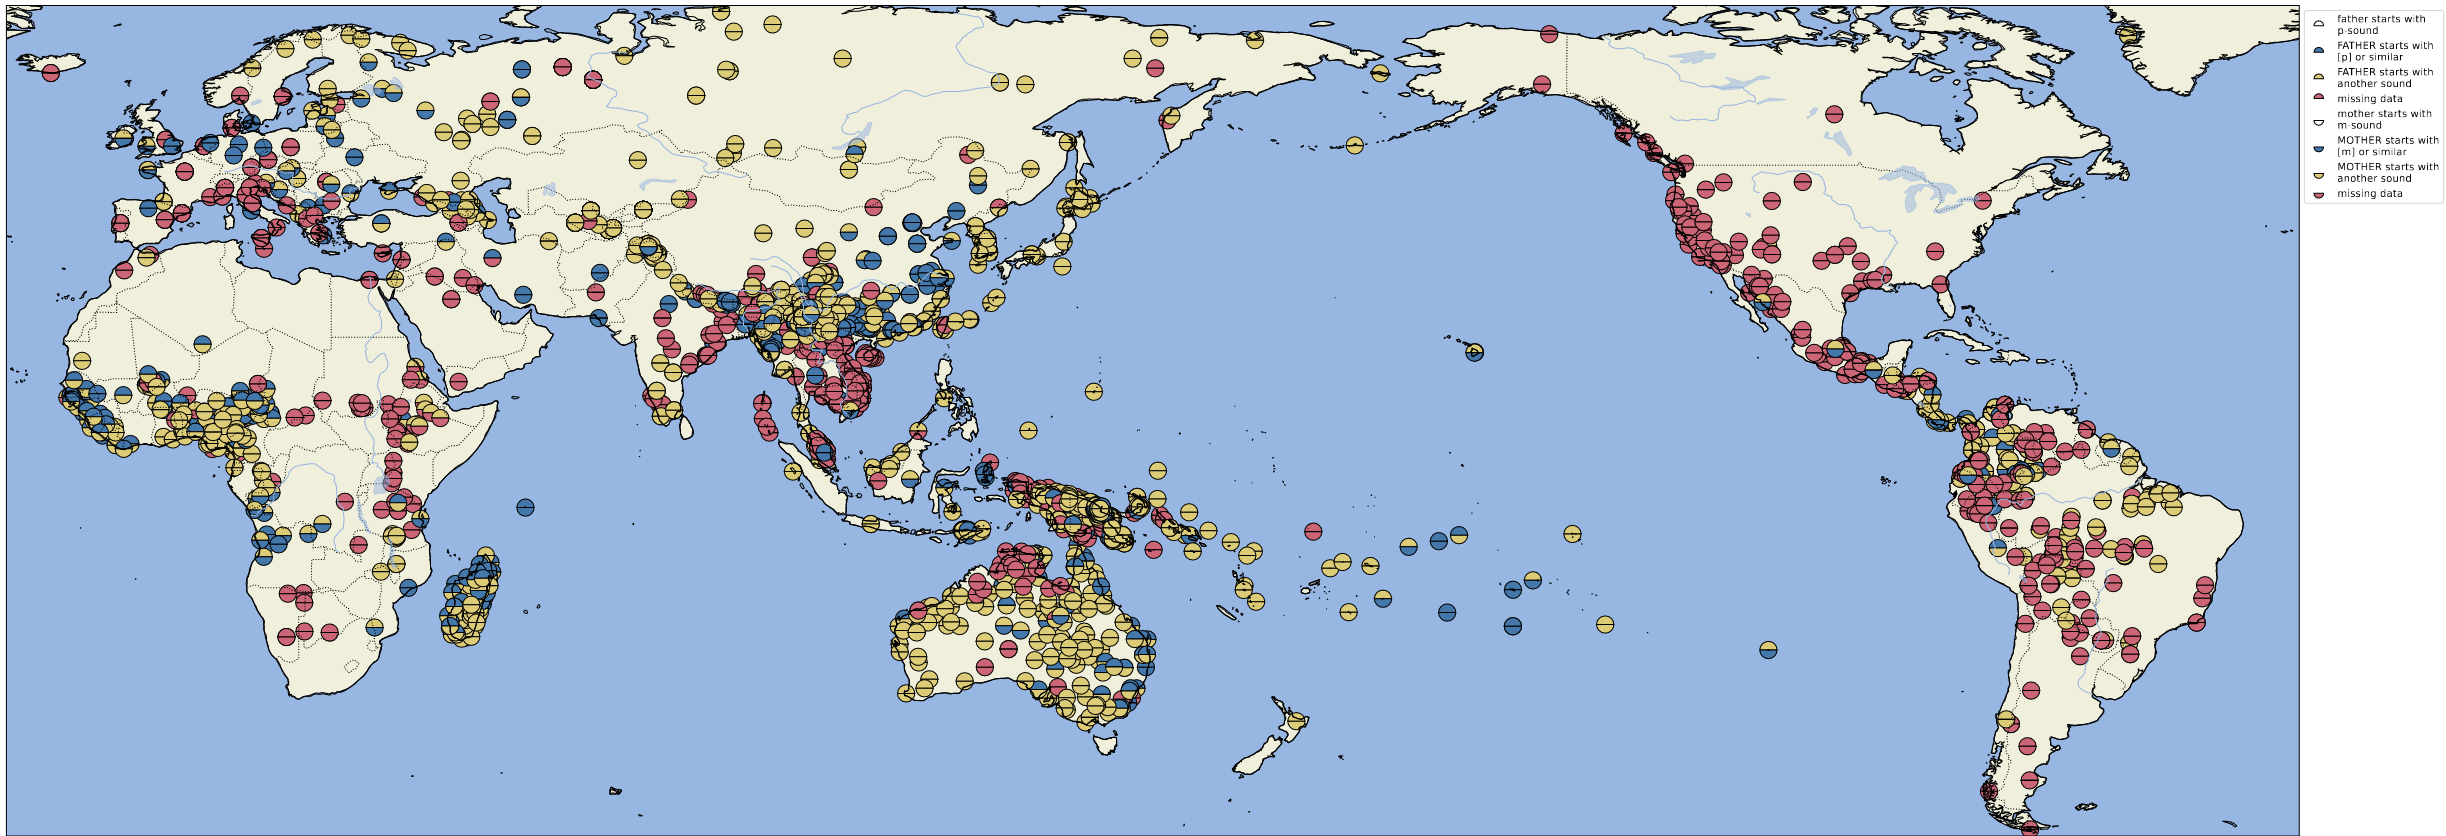 father starts with
p-sound
FATHER starts with
[p] or similar
FATHER starts with
another sound
missing data
mother starts with
m-sound
MOTHER starts with
[m] or similar
MOTHER starts with
another sound
missing data